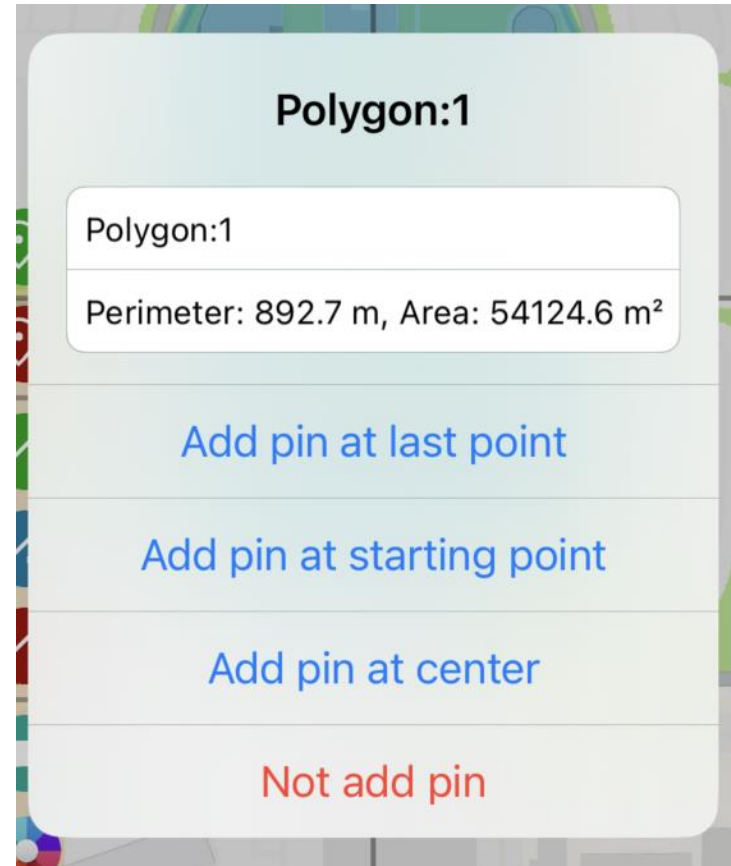 Polygon:1
Polygon:1
Perimeter: 892.7 m, Area: 54124.6 m²
Add pin at last point
Add pin at starting point
Add pin at center
Not add pin